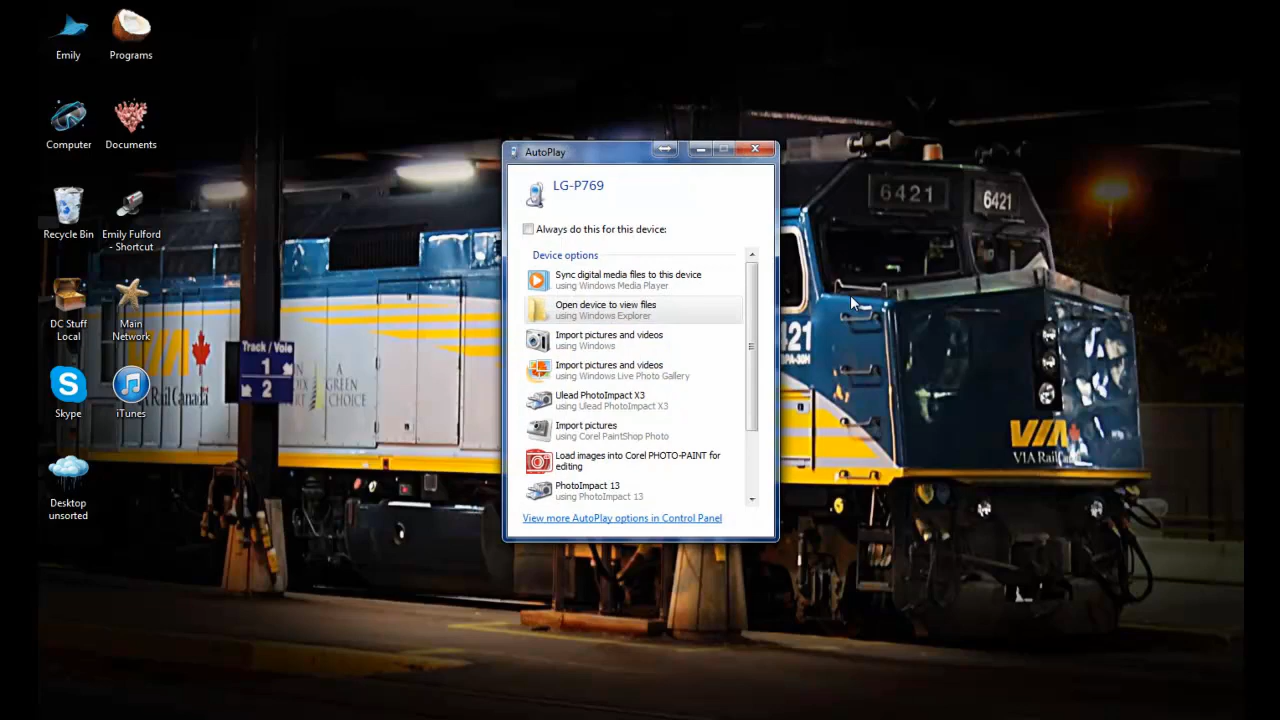 Emily
Programs
Computer
Documents
Recycle Bin
Emily Fulford
- Shortcut
DC Stuff
Local
Main
Network
Skype
iTunes
Desktop
unsorted
AutoPlay
LG-P769
Always do this for this device:
Device options
Sync digital media files to this device
using Windows Media Player
Open device to view files
using Windows Explorer
Import pictures and videos
using Windows
Import pictures and videos
using Windows Live Photo Gallery
Ulead PhotoImpact X3
using Ulead PhotoImpact X3
Import pictures
using Corel PaintShop Photo
Load images into Corel PHOTO-PAINT for
editing
PhotoImpact 13
using PhotoImpact 13
View more AutoPlay options in Control Panel
6421
6421
421
Track / Voie
1
2
A
GREEN
CHOICE
Rail Canada
VIA
VIA Rail